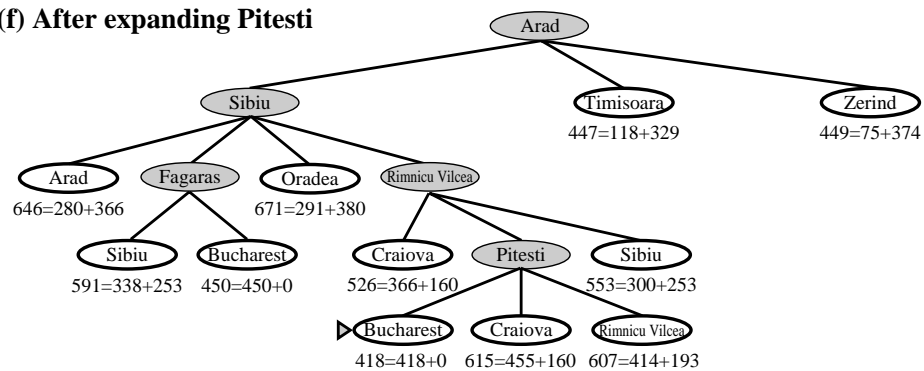 (f) After expanding Pitesti
Arad
Sibiu
Timisoara
Zerind
447=118+329
449=75+374
Arad
Fagaras
Oradea
Rimnicu Vilcea
646=280+366
671=291+380
Sibiu
Bucharest
Craiova
Pitesti
Sibiu
591=338+253
450=450+0
526=366+160
553=300+253
Bucharest
Craiova
Rimnicu Vilcea
418=418+0
615=455+160
607=414+193